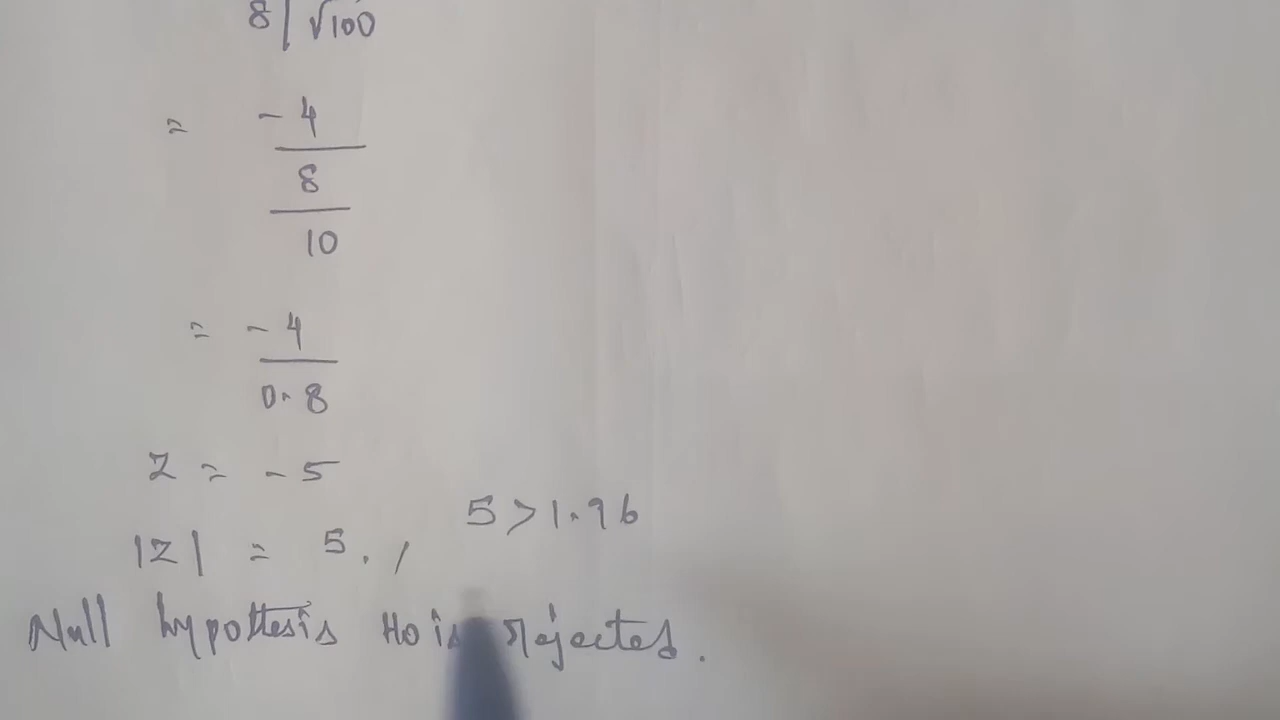 8/√100
= -4
8
10
= -4
0.8
Z = -5
5 > 1.96
|Z| = 5. /
Null hypothesis Ho is rejected.